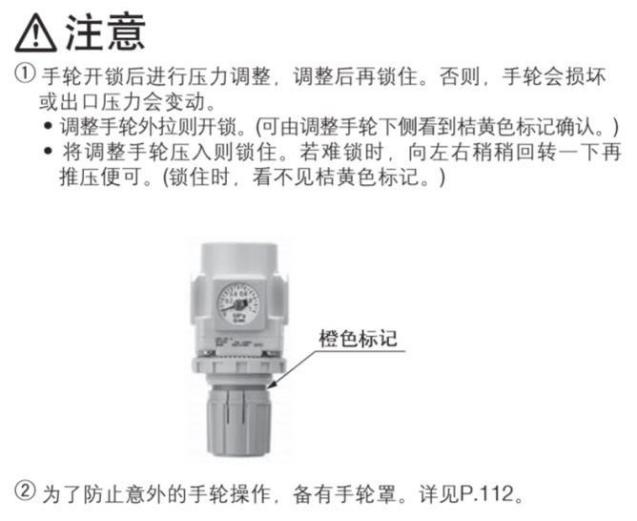 注意
① 手轮开锁后进行压力调整，调整后再锁住。否则，手轮会损坏
或出口压力会变动。
• 调整手轮外拉则开锁。(可由调整手轮下侧看到桔黄色标记确认。)
• 将调整手轮压入则锁住。若难锁时，向左右稍稍回转一下再
推压便可。(锁住时，看不见桔黄色标记。)
橙色标记
② 为了防止意外的手轮操作，备有手轮罩。详见P.112。